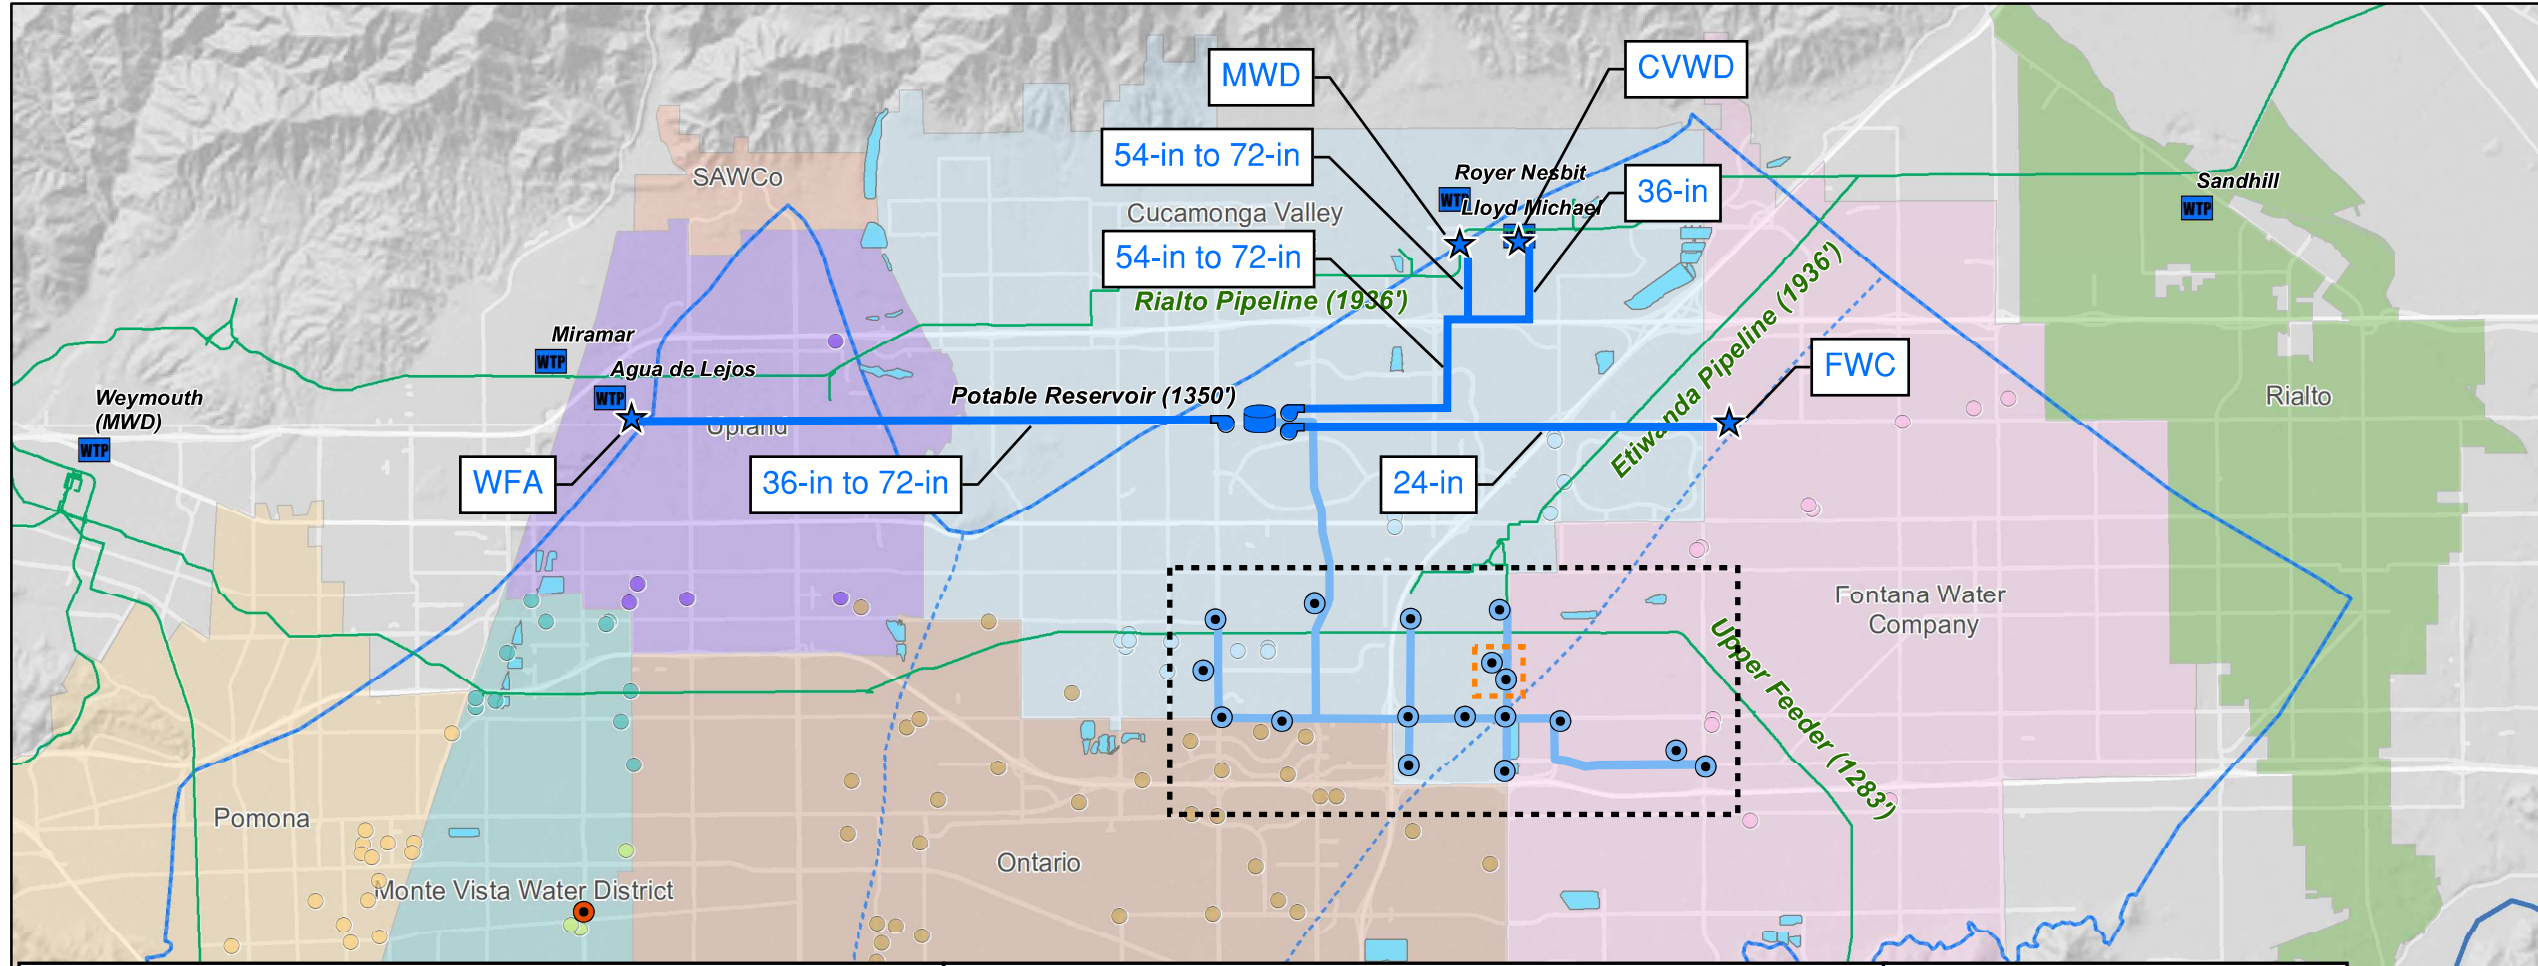 MWD
CVWD
54-in to 72-in
SAWCo
Royer Nesbit
WTP
36-in
Sandhill
WTP
Cucamonga Valley
Lloyd Michael
54-in to 72-in
Rialto Pipeline (1936')
Etiwanda Pipeline (1936')
Miramar
WTP
Agua de Lejos
WTP
FWC
Weymouth
(MWD)
WTP
Potable Reservoir (1350')
Rialto
Upland
WFA
36-in to 72-in
24-in
Fontana Water
Company
Upper Feeder (1283')
Pomona
Ontario
Monte Vista Water District